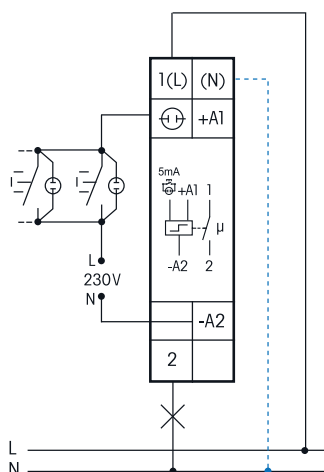 1(L) (N)
+A1
5mA
+A1 1
µ
-A2 2
L
230V
N
-A2
2
L
N